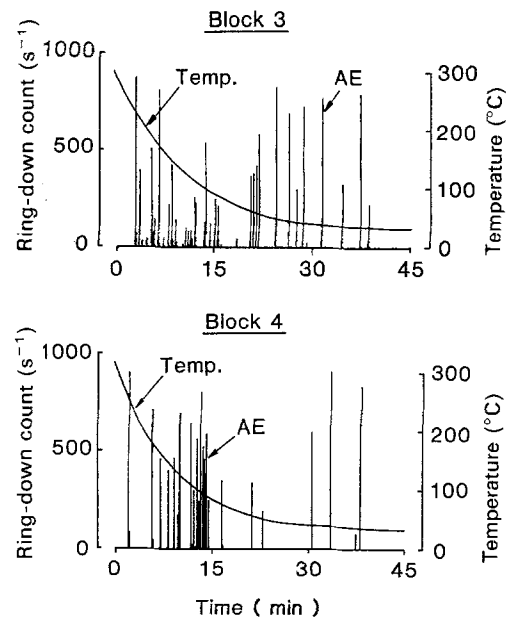 Block 3
Ring-down count (s⁻¹)
1000
500
0
Temp.
AE
300
200
100
0
Temperature (°C)
0 15 30 45
Block 4
Ring-down count (s⁻¹)
1000
500
0
Temp.
AE
300
200
100
0
Temperature (°C)
0 15 30 45
Time ( min )